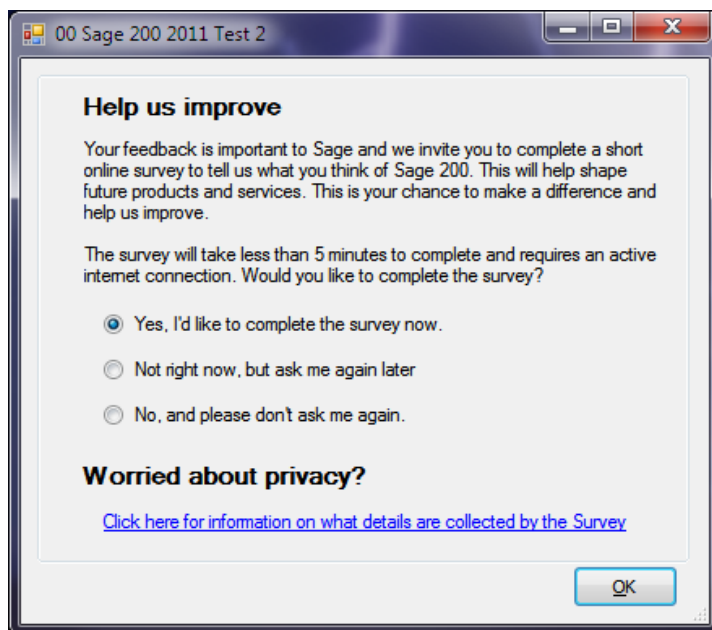 00 Sage 200 2011 Test 2
Help us improve
Your feedback is important to Sage and we invite you to complete a short
online survey to tell us what you think of Sage 200. This will help shape
future products and services. This is your chance to make a difference and
help us improve.
The survey will take less than 5 minutes to complete and requires an active
internet connection. Would you like to complete the survey?
Yes, I'd like to complete the survey now.
Not right now, but ask me again later
No, and please don't ask me again.
Worried about privacy?
Click here for information on what details are collected by the Survey
OK